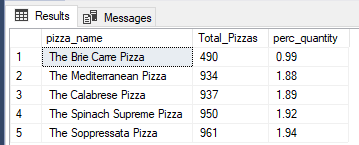 Results Messages
pizza_name Total_Pizzas perc_quantity
1 The Brie Carre Pizza 490 0.99
2 The Mediterranean Pizza 934 1.88
3 The Calabrese Pizza 937 1.89
4 The Spinach Supreme Pizza 950 1.92
5 The Soppressata Pizza 961 1.94